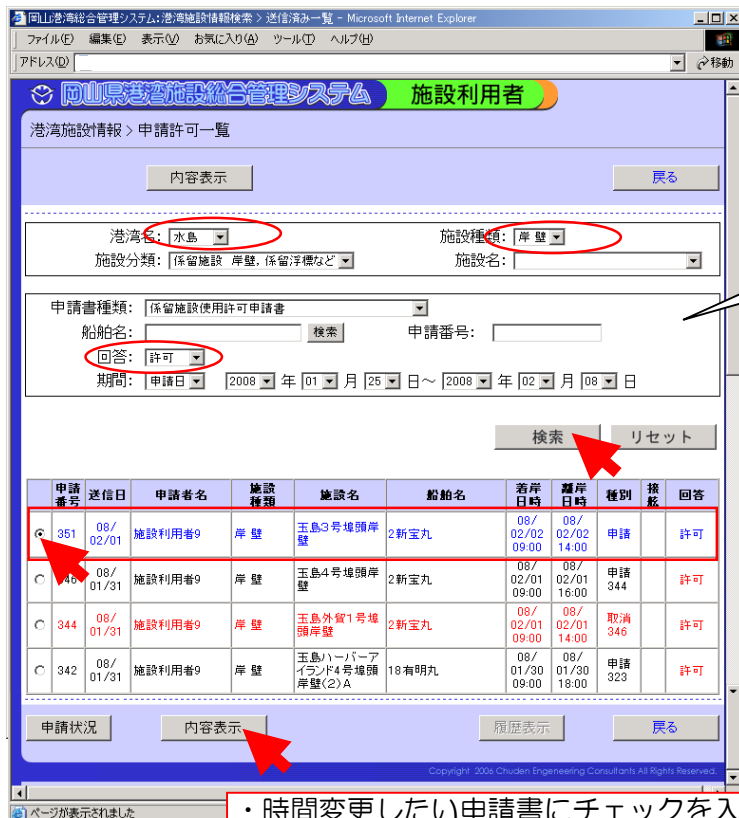 岡山港湾総合管理システム:港湾施設情報検索 > 送信済み一覧 - Microsoft Internet Explorer
ファイル(F) 編集(E) 表示(V) お気に入り(A) ツール(T) ヘルプ(H)
アドレス(D) 移動
岡山県港湾施設総合管理システム 施設利用者
港湾施設情報 > 申請許可一覧
内容表示 戻る
港湾名: 水島 施設種類: 岸 壁
施設分類: 係留施設 岸壁, 係留浮標など 施設名:
申請書種類: 係留施設使用許可申請書
船舶名: 検索 申請番号:
回答: 許可
期間: 申請日 2008 年 01 月 25 日～ 2008 年 02 月 08 日
検索 リセット
申請番号 送信日 申請者名 施設種類 施設名 船舶名 着岸日時 離岸日時 種別 接舷 回答
351 08/02/01 施設利用者9 岸 壁 玉島3号埠頭岸壁 2新宝丸 08/02/02 09:00 08/02/02 14:00 申請 許可
346 08/01/31 施設利用者9 岸 壁 玉島4号埠頭岸壁 2新宝丸 08/02/01 09:00 08/02/01 16:00 申請 344 許可
344 08/01/31 施設利用者9 岸 壁 玉島外貿1号埠頭岸壁 2新宝丸 08/02/01 09:00 08/02/01 14:00 取消 346 許可
342 08/01/31 施設利用者9 岸 壁 玉島ハーバーアイランド4号埠頭岸壁(2)A 18有明丸 08/01/30 09:00 08/01/30 18:00 申請 323 許可
申請状況 内容表示 履歴表示 戻る
Copyright 2006 Chuden Engeneering Consultants All Rights Reserved.
ページが表示されました
・時間変更したい申請書にチェックを入